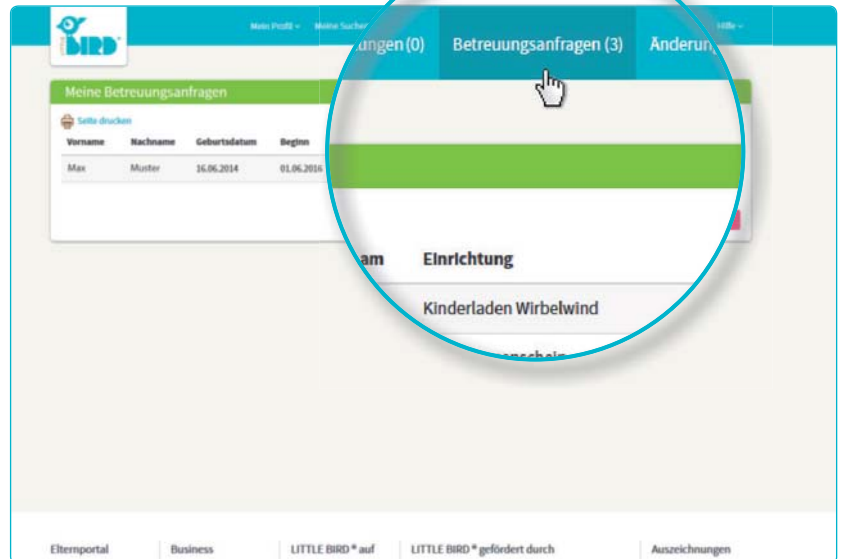 BIRD
Mein Profil Meine Sucher
ungen (0) Betreuungsanfragen (3) Änderun
Hilfe
Meine Betreuungsanfragen
Seite drucken
Vorname Nachname Geburtsdatum Beginn
Max Muster 16.06.2014 01.06.2016
am Einrichtung
Kinderladen Wirbelwind
Elternportal Business LITTLE BIRD® auf LITTLE BIRD® gefördert durch Auszeichnungen